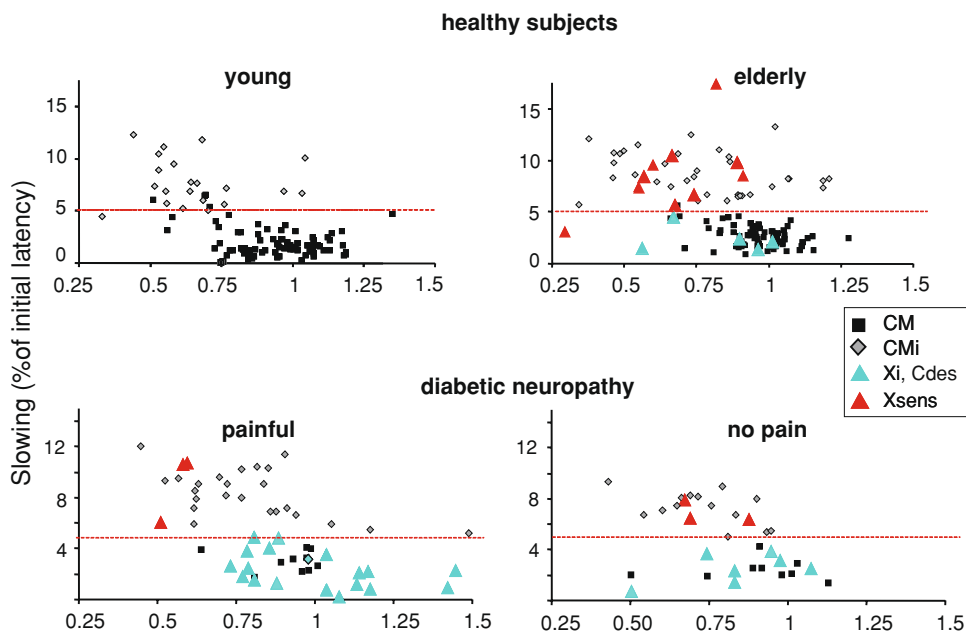 healthy subjects
young
elderly
15
10
5
0
0.25 0.5 0.75 1 1.25 1.5
15
10
5
0
0.25 0.5 0.75 1 1.25 1.5
Slowing (%of initial latency)
CM
CMi
Xi, Cdes
Xsens
diabetic neuropathy
painful
no pain
12
8
4
0
0.25 0.5 0.75 1 1.25 1.5
12
8
4
0
0.25 0.5 0.75 1 1.25 1.5